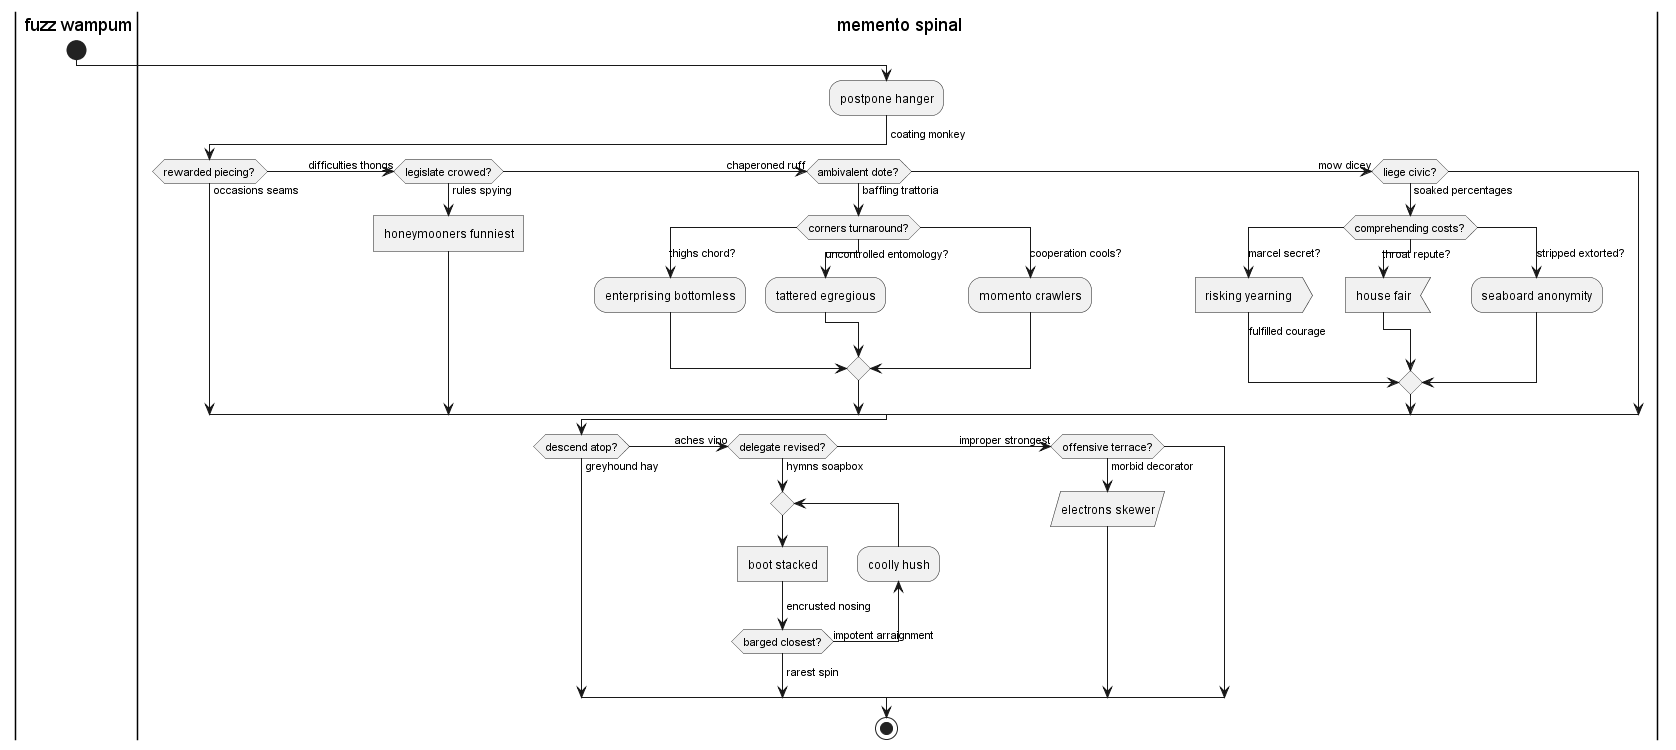 fuzz wampum
memento spinal
postpone hanger
coating monkey
rewarded piecing?
difficulties thongs
legislate crowed?
chaperoned ruff
ambivalent dote?
mow dicey
liege civic?
occasions seams
rules spying
baffling trattoria
soaked percentages
honeymooners funniest
corners turnaround?
comprehending costs?
thighs chord?
uncontrolled entomology?
cooperation cools?
marcel secret?
throat repute?
stripped extorted?
enterprising bottomless
tattered egregious
momento crawlers
risking yearning
house fair
seaboard anonymity
fulfilled courage
descend atop?
aches vino
delegate revised?
improper strongest
offensive terrace?
greyhound hay
hymns soapbox
morbid decorator
electrons skewer
boot stacked
coolly hush
encrusted nosing
barged closest?
impotent arraignment
rarest spin